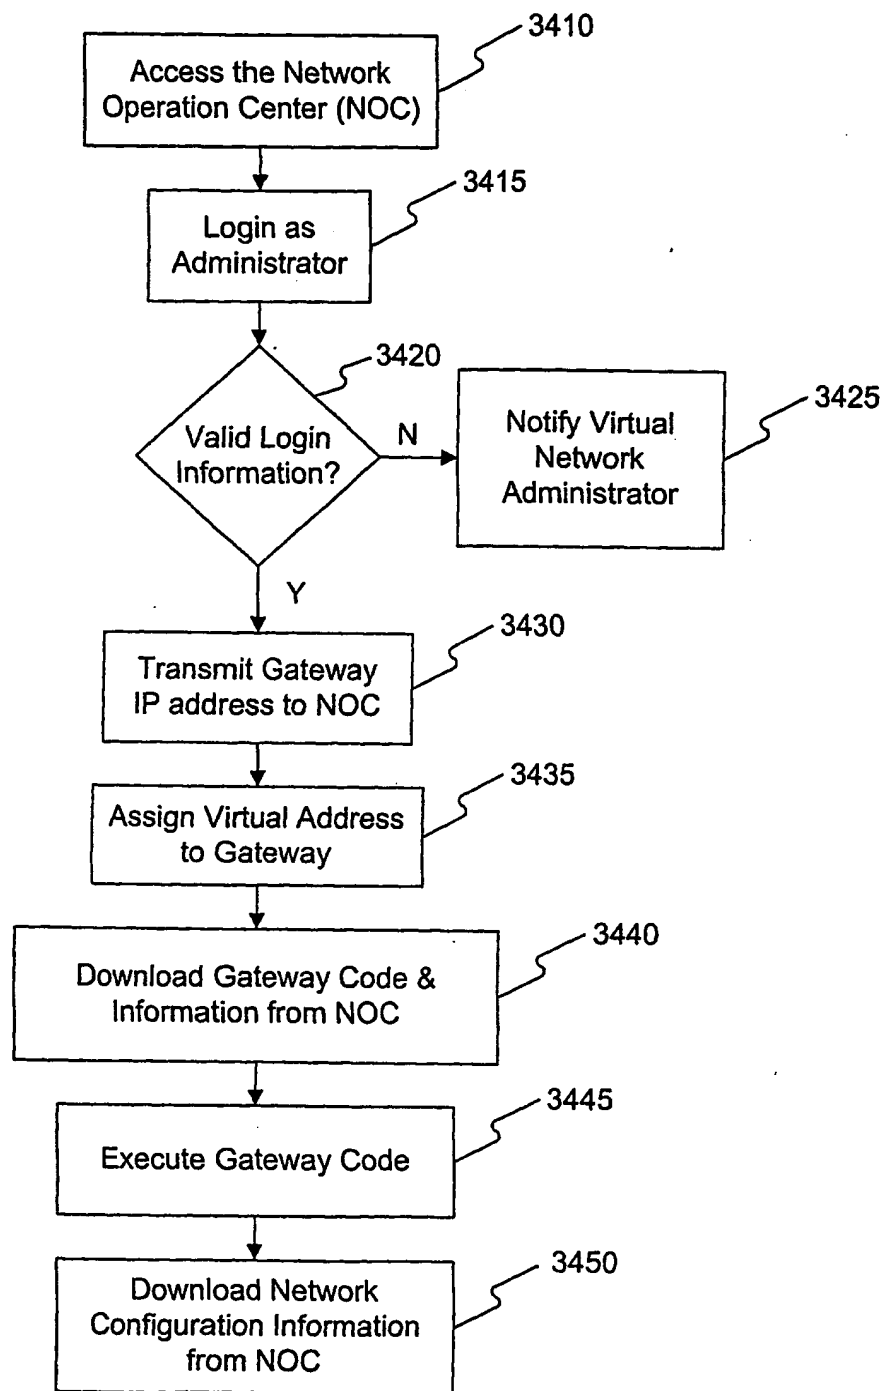 3410
Access the Network
Operation Center (NOC)
3415
Login as
Administrator
3420
Valid Login
Information?
N
Notify Virtual
Network
Administrator
3425
Y
3430
Transmit Gateway
IP address to NOC
3435
Assign Virtual Address
to Gateway
3440
Download Gateway Code &
Information from NOC
3445
Execute Gateway Code
3450
Download Network
Configuration Information
from NOC